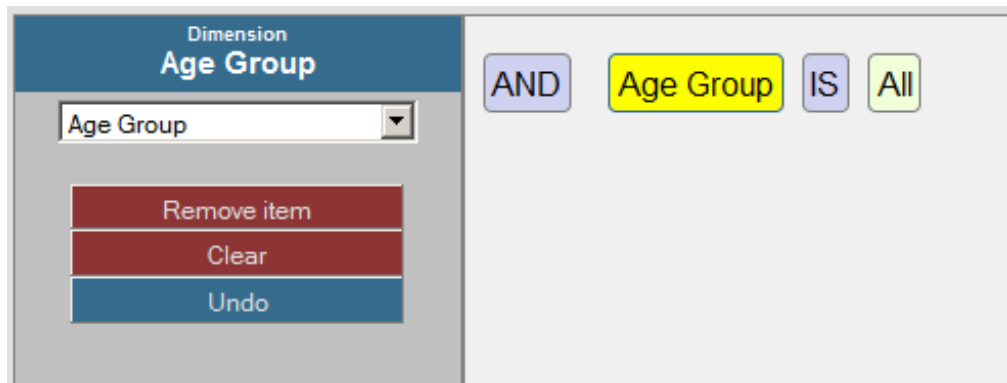 Dimension
Age Group
Age Group
Remove item
Clear
Undo
AND Age Group IS All